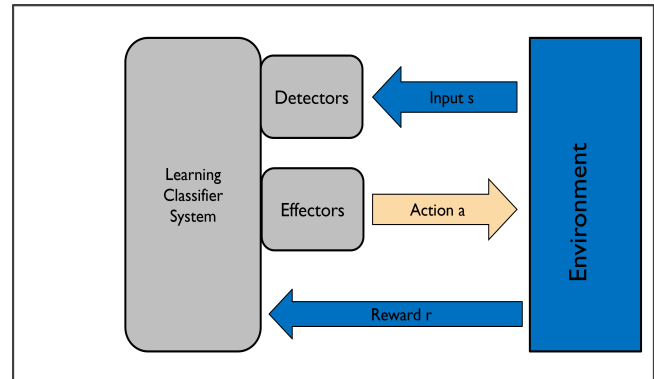 Detectors
Input s
Learning
Classifier
System
Effectors
Action a
Environment
Reward r